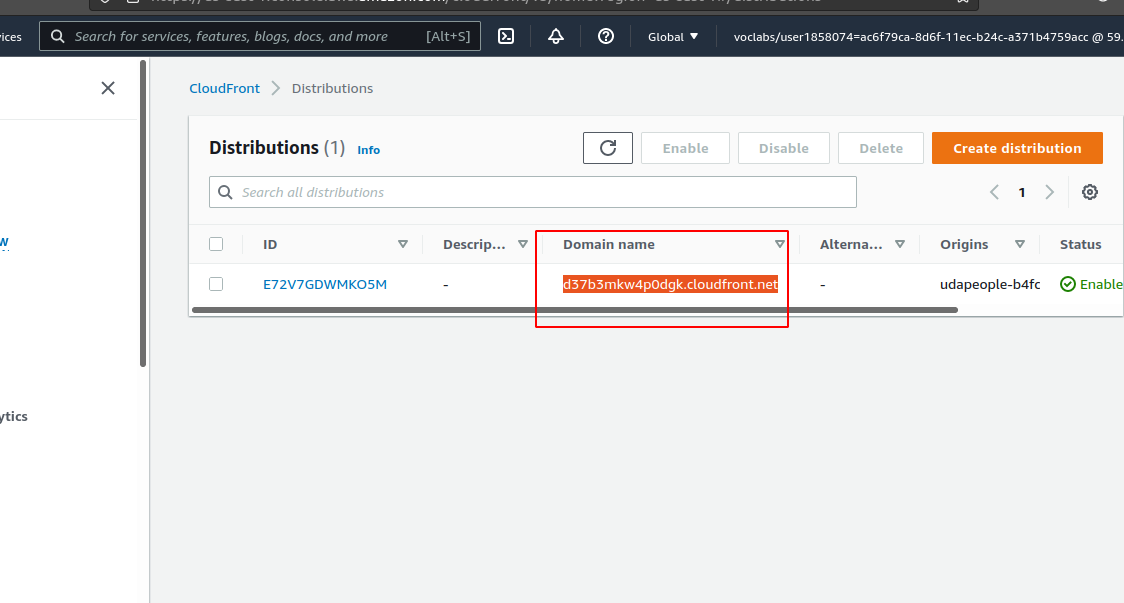 ices Search for services, features, blogs, docs, and more [Alt+S] Global voclabs/user1858074=ac6f79ca-8d6f-11ec-b24c-a371b4759acc @ 59.
CloudFront Distributions
Distributions (1) Info Enable Disable Delete Create distribution
Search all distributions 1
w
ID Descrip... Domain name Alterna... Origins Status
E72V7GDWMKO5M - d37b3mkw4p0dgk.cloudfront.net - udapeople-b4fc Enable
ytics